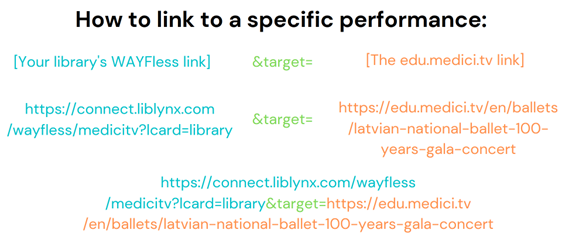 How to link to a specific performance:
[Your library's WAYFless link] &target= [The edu.medici.tv link]
https://connect.liblynx.com
/wayfless/medicitv?lcard=library
&target=
https://edu.medici.tv/en/ballets
/latvian-national-ballet-100-
years-gala-concert
https://connect.liblynx.com/wayfless
/medicitv?lcard=library&target=https://edu.medici.tv
/en/ballets/latvian-national-ballet-100-years-gala-concert